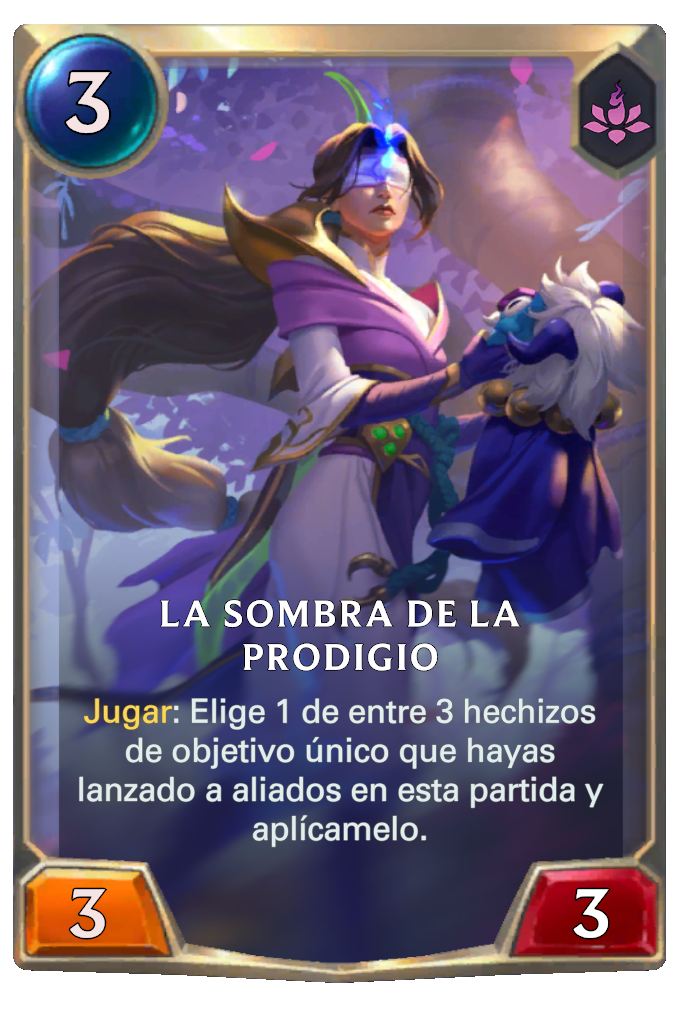 3
LA SOMBRA DE LA
PRODIGIO
Jugar: Elige 1 de entre 3 hechizos
de objetivo único que hayas
lanzado a aliados en esta partida y
aplícamelo.
3
3